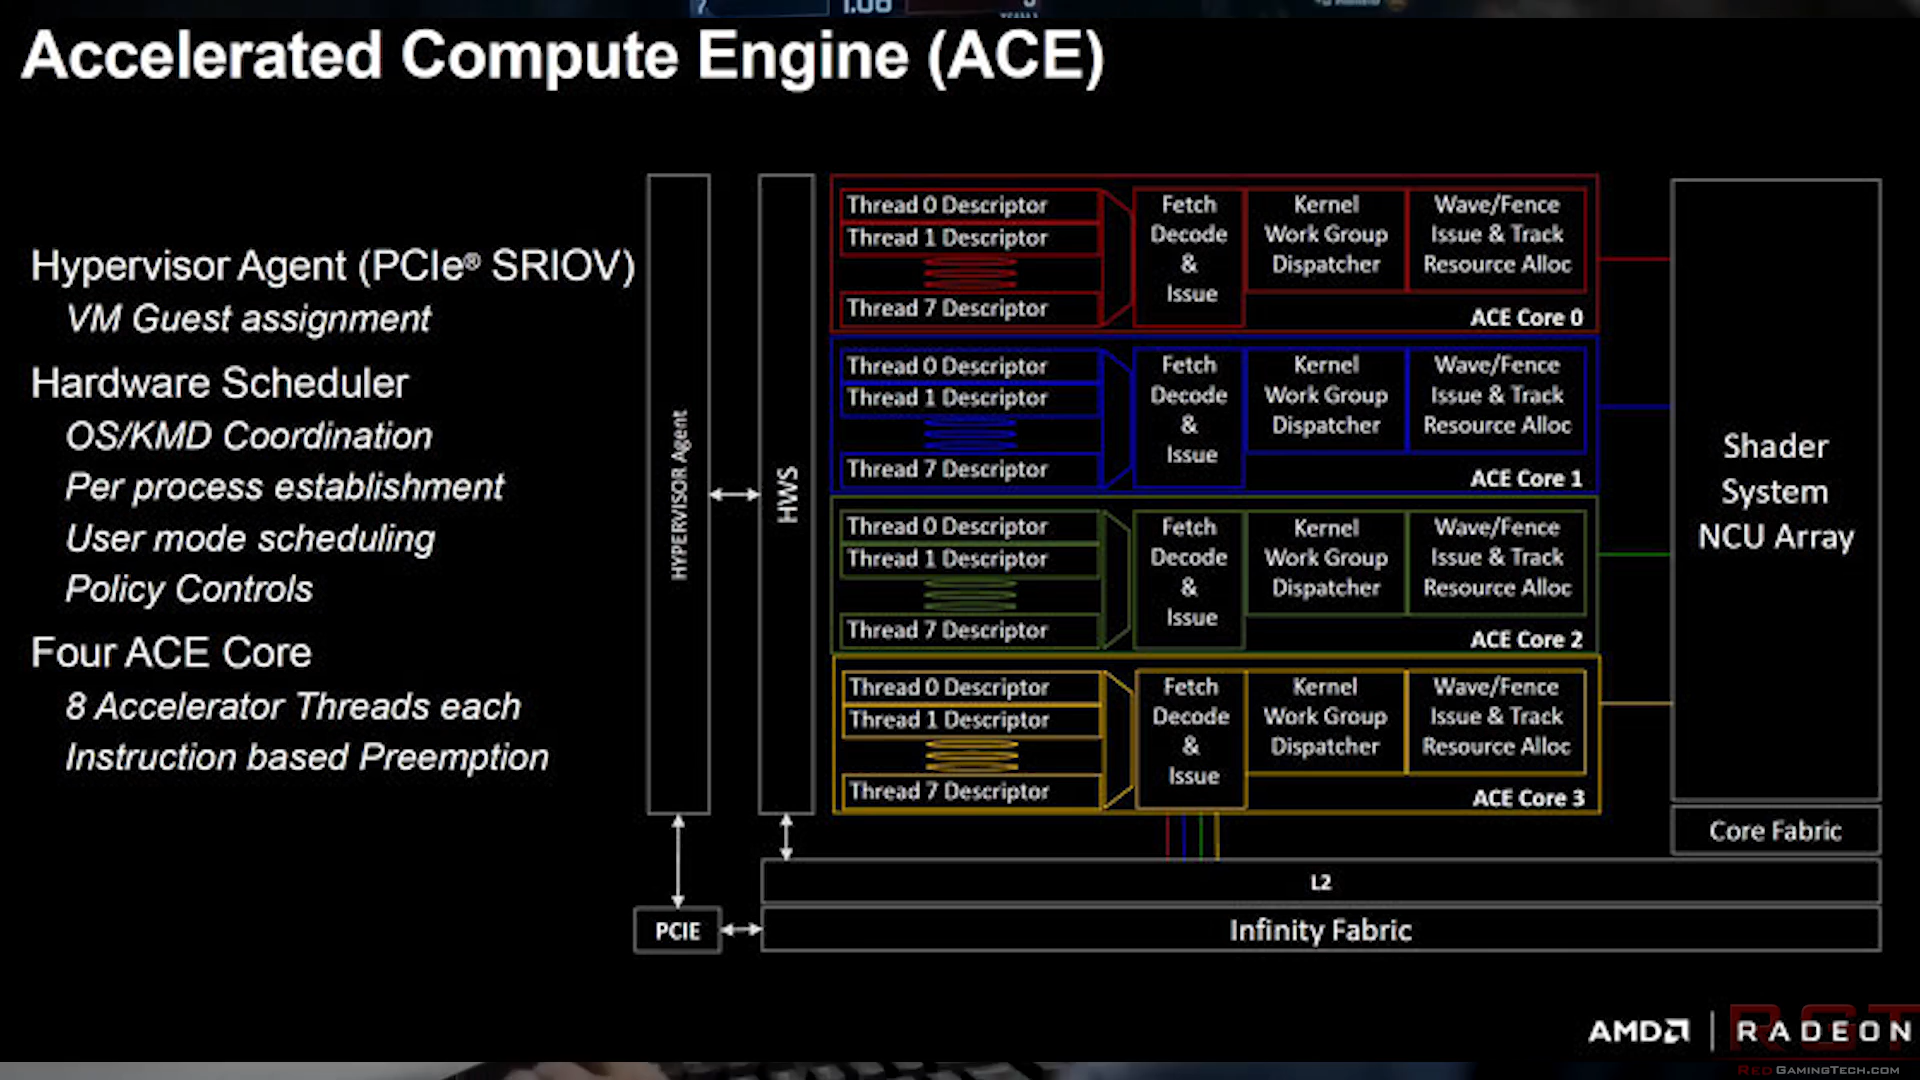 Accelerated Compute Engine (ACE)
Hypervisor Agent (PCIe® SRIOV)
VM Guest assignment
Hardware Scheduler
OS/KMD Coordination
Per process establishment
User mode scheduling
Policy Controls
Four ACE Core
8 Accelerator Threads each
Instruction based Preemption
HYPERVISOR Agent
HWS
Thread 0 Descriptor
Thread 1 Descriptor
Thread 7 Descriptor
Fetch
Decode
&
Issue
Kernel
Work Group
Dispatcher
Wave/Fence
Issue & Track
Resource Alloc
ACE Core 0
Thread 0 Descriptor
Thread 1 Descriptor
Thread 7 Descriptor
Fetch
Decode
&
Issue
Kernel
Work Group
Dispatcher
Wave/Fence
Issue & Track
Resource Alloc
ACE Core 1
Thread 0 Descriptor
Thread 1 Descriptor
Thread 7 Descriptor
Fetch
Decode
&
Issue
Kernel
Work Group
Dispatcher
Wave/Fence
Issue & Track
Resource Alloc
ACE Core 2
Thread 0 Descriptor
Thread 1 Descriptor
Thread 7 Descriptor
Fetch
Decode
&
Issue
Kernel
Work Group
Dispatcher
Wave/Fence
Issue & Track
Resource Alloc
ACE Core 3
Shader
System
NCU Array
Core Fabric
L2
PCIE
Infinity Fabric
AMD | RADEON
RGT
REDGAMINGTECH.COM